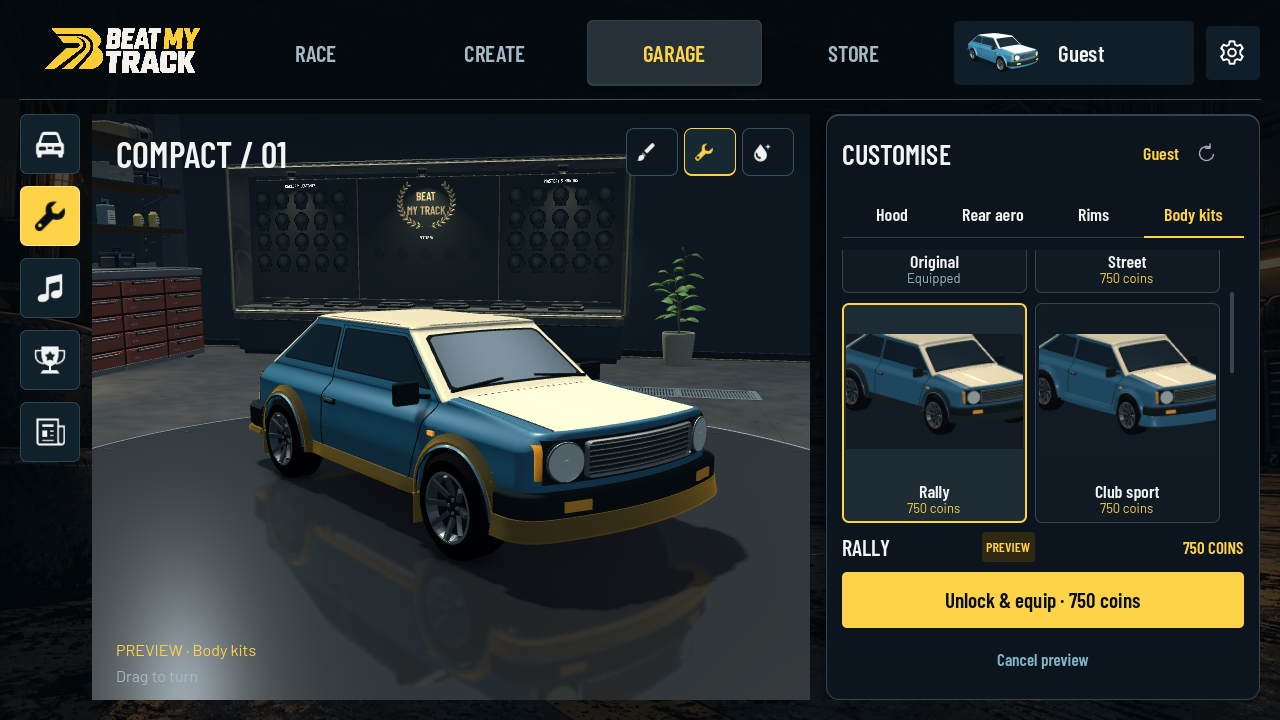 BEAT MY TRACK
RACE
CREATE
GARAGE
STORE
Guest
COMPACT / 01
BEAT
MY TRACK
CUSTOMISE
Guest
Hood
Rear aero
Rims
Body kits
Original
Equipped
Street
750 coins
Rally
750 coins
Club sport
750 coins
RALLY
PREVIEW
750 COINS
Unlock & equip · 750 coins
Cancel preview
PREVIEW · Body kits
Drag to turn